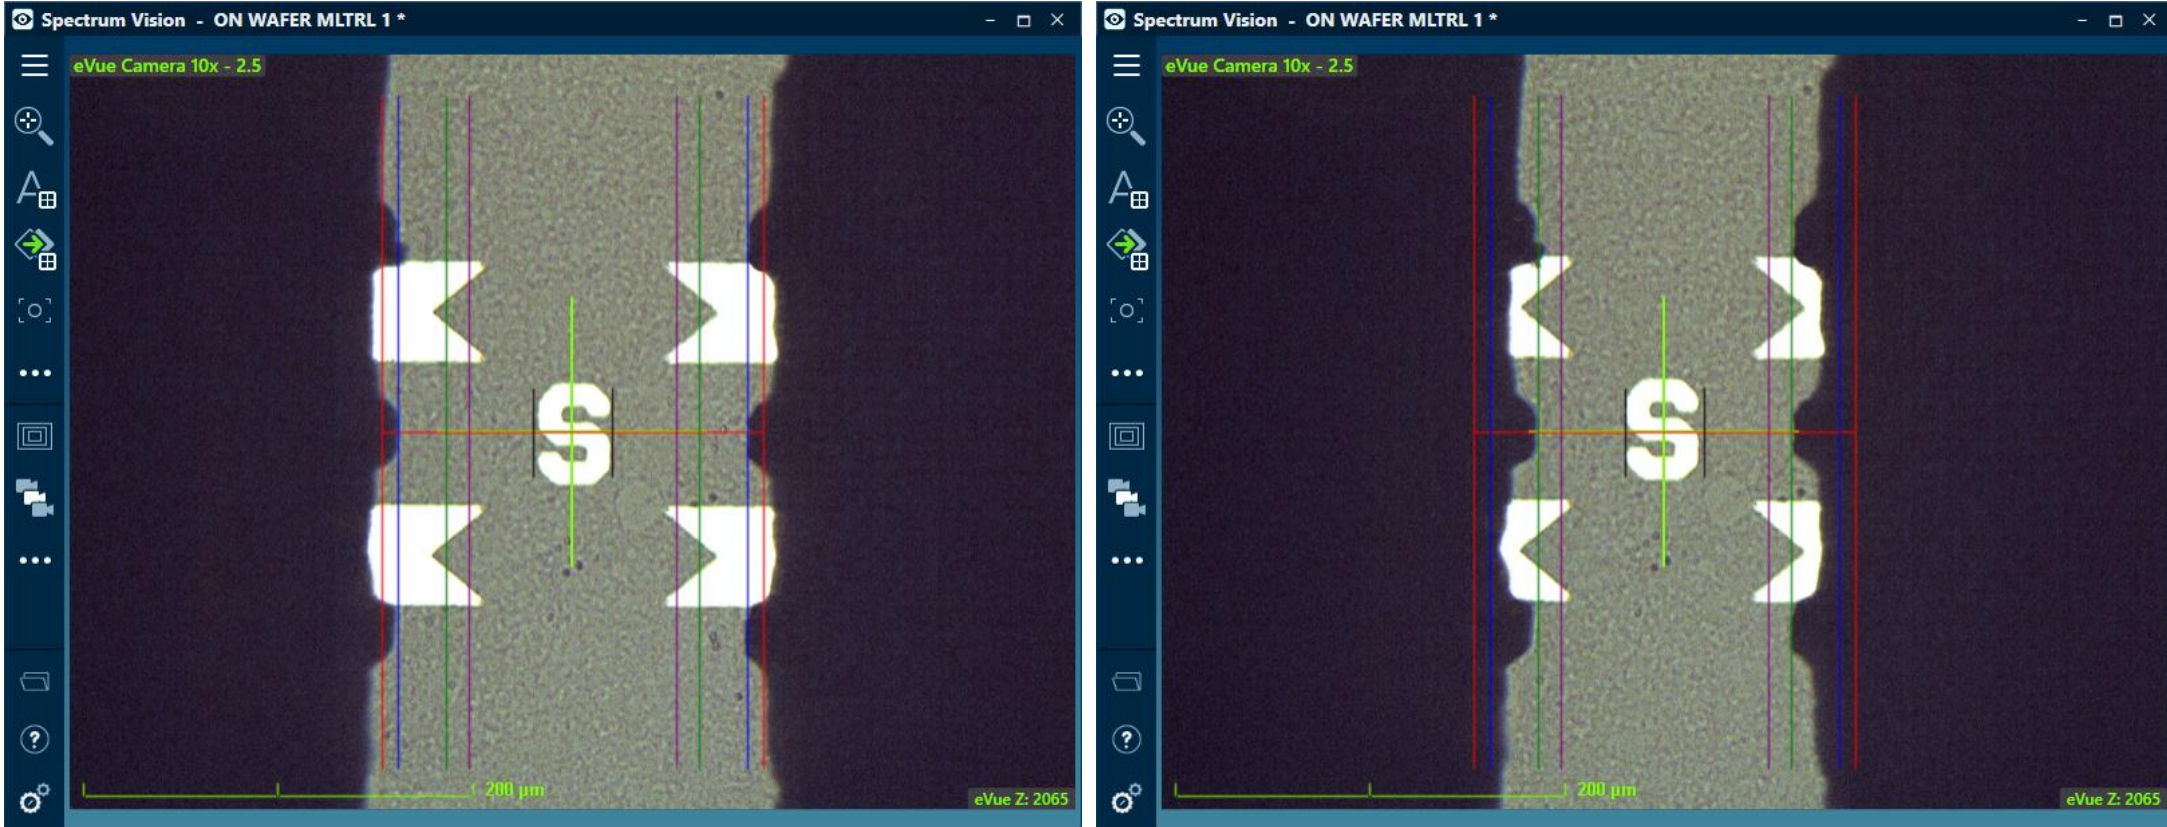 Spectrum Vision - ON WAFER MLTRL 1 *
eVue Camera 10x - 2.5
S
200 µm
eVue Z: 2065
Spectrum Vision - ON WAFER MLTRL 1 *
eVue Camera 10x - 2.5
S
200 µm
eVue Z: 2065